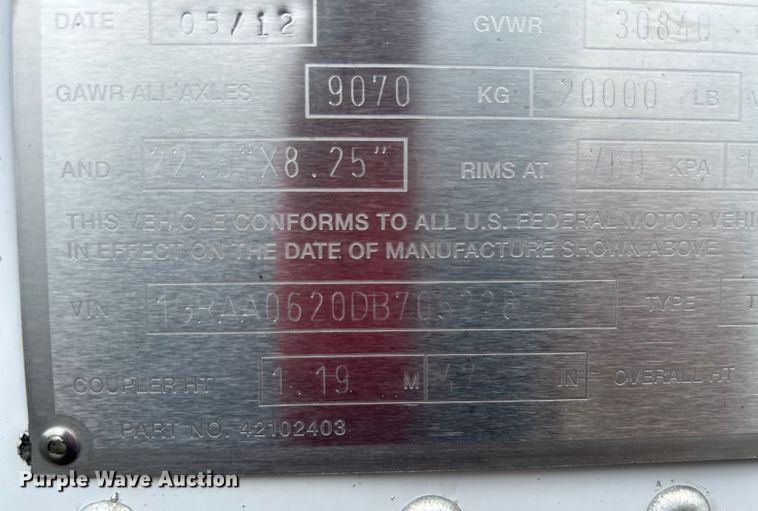 DATE 05/12 GVWR 30840
GAWR ALL AXLES 9070 KG 20000 LB
AND 22.5"X8.25" RIMS AT 760 KPA
THIS VEHICLE CONFORMS TO ALL U.S. FEDERAL MOTOR
IN EFFECT ON THE DATE OF MANUFACTURE SHOWN ABOVE
VIN 1GRAA0620DB705228 TYPE T
COUPLER HT 1.19 M 47 IN OVERALL HT
PART NO. 42102403
Purple Wave Auction